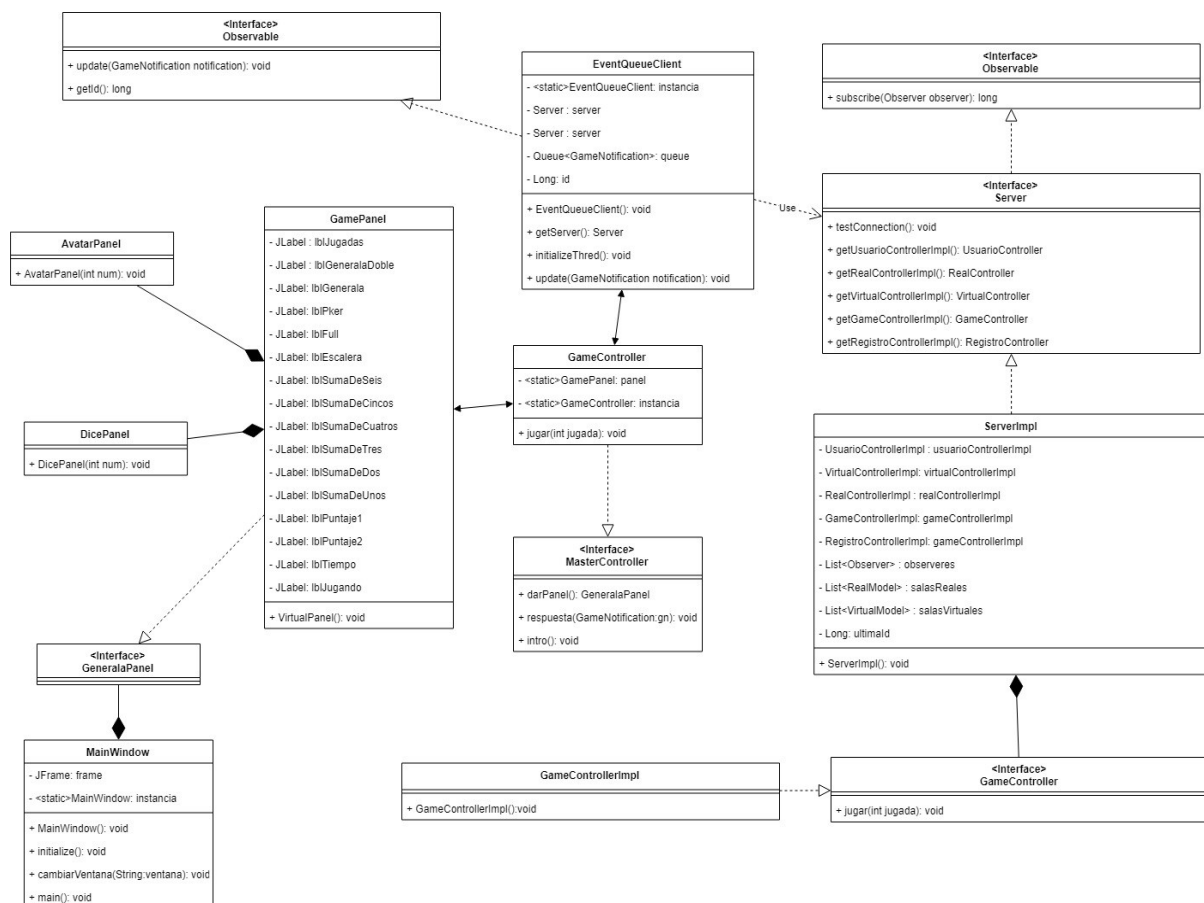 <Interface>
Observable
+ update(GameNotification notification): void
+ getId(): long
EventQueueClient
- <static>EventQueueClient: instancia
- Server : server
- Server : server
- Queue<GameNotification>: queue
- Long: id
+ EventQueueClient(): void
+ getServer(): Server
+ initializeThred(): void
+ update(GameNotification notification): void
<Interface>
Observable
+ subscribe(Observer observer): long
Use
<Interface>
Server
+ testConnection(): void
+ getUsuarioControllerImpl(): UsuarioController
+ getRealControllerImpl(): RealController
+ getVirtualControllerImpl(): VirtualController
+ getGameControllerImpl(): GameController
+ getRegistroControllerImpl(): RegistroController
AvatarPanel
+ AvatarPanel(int num): void
DicePanel
+ DicePanel(int num): void
GamePanel
- JLabel : lblJugadas
- JLabel : lblGeneralaDoble
- JLabel: lblGenerala
- JLabel: lblPker
- JLabel: lblFull
- JLabel: lblEscalera
- JLabel: lblSumaDeSeis
- JLabel: lblSumaDeCincos
- JLabel: lblSumaDeCuatros
- JLabel: lblSumaDeTres
- JLabel: lblSumaDeDos
- JLabel: lblSumaDeUnos
- JLabel: lblPuntaje1
- JLabel: lblPuntaje2
- JLabel: lblTiempo
- JLabel: lblJugando
+ VirtualPanel(): void
GameController
- <static>GamePanel: panel
- <static>GameController: instancia
+ jugar(int jugada): void
<Interface>
MasterController
+ darPanel(): GeneralaPanel
+ respuesta(GameNotification:gn): void
+ intro(): void
ServerImpl
- UsuarioControllerImpl : usuarioControllerImpl
- VirtualControllerImpl: virtualControllerImpl
- RealControllerImpl : realControllerImpl
- GameControllerImpl: gameControllerImpl
- RegistroControllerImpl: gameControllerImpl
- List<Observer> : observeres
- List<RealModel> : salasReales
- List<VirtualModel> : salasVirtuales
- Long: ultimaId
+ ServerImpl(): void
<Interface>
GeneralaPanel
MainWindow
- JFrame: frame
- <static>MainWindow: instancia
+ MainWindow(): void
+ initialize(): void
+ cambiarVentana(String:ventana): void
+ main(): void
GameControllerImpl
+ GameControllerImpl():void
<Interface>
GameController
+ jugar(int jugada): void